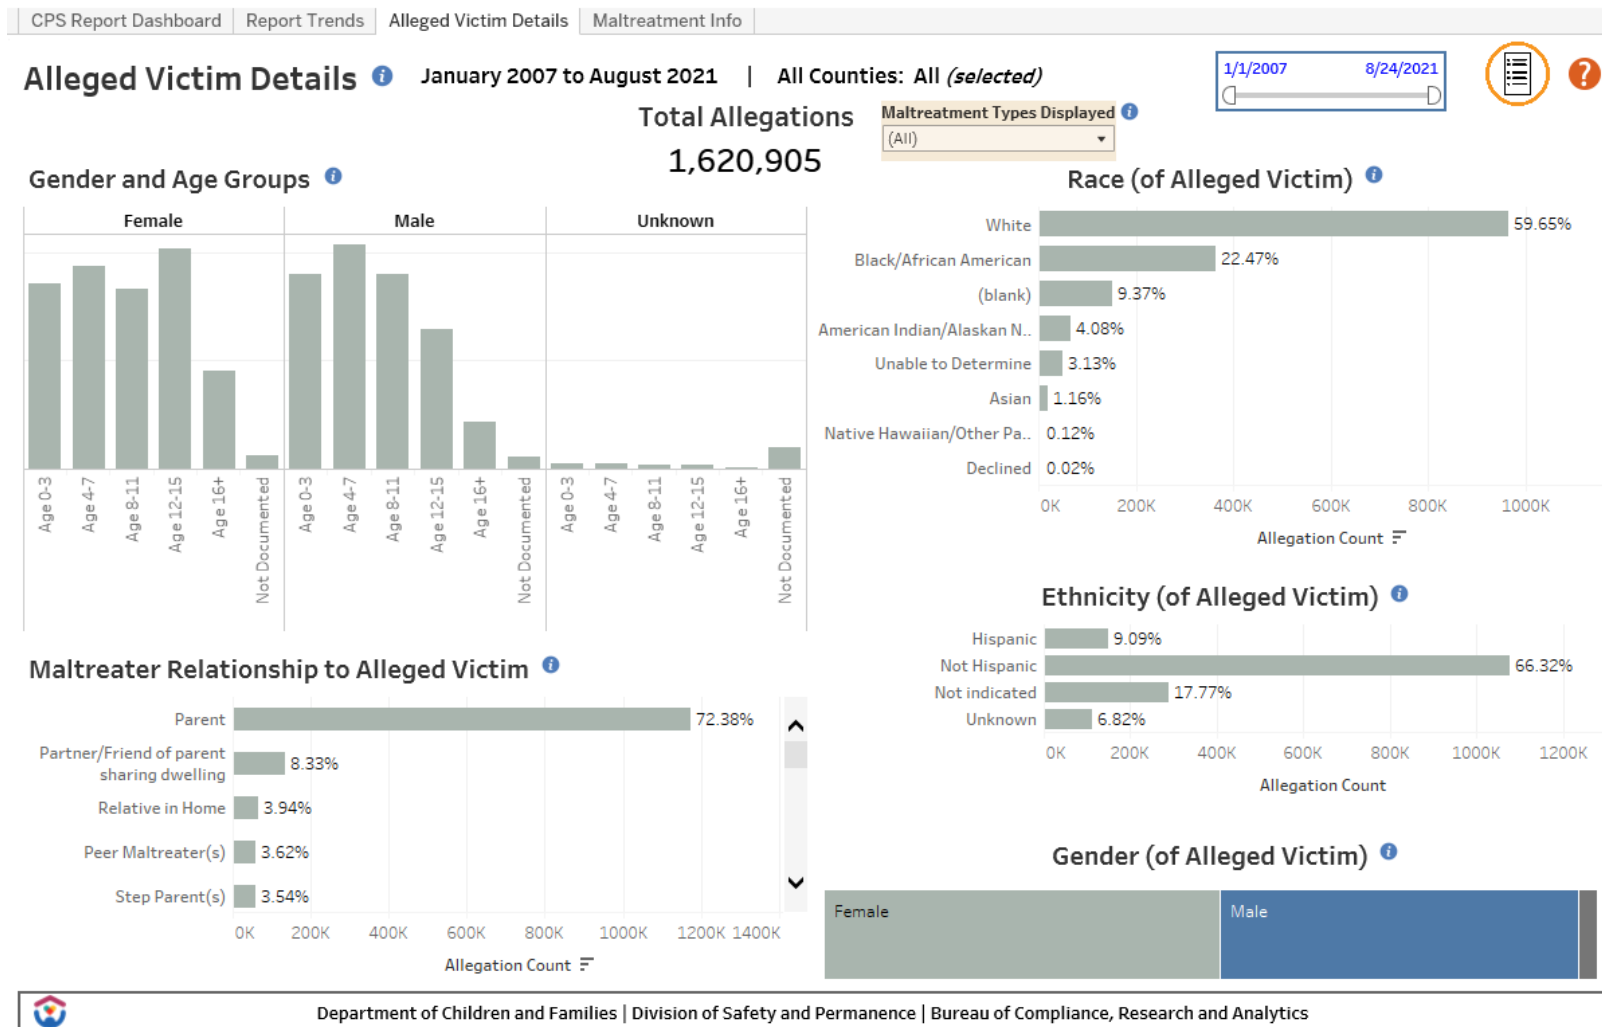 CPS Report Dashboard
Report Trends
Alleged Victim Details
Maltreatment Info
Alleged Victim Details
January 2007 to August 2021 | All Counties: All (selected)
1/1/2007 8/24/2021
Total Allegations
1,620,905
Maltreatment Types Displayed
(All)
Gender and Age Groups
Female Male Unknown
Age 0-3
Age 4-7
Age 8-11
Age 12-15
Age 16+
Not Documented
Age 0-3
Age 4-7
Age 8-11
Age 12-15
Age 16+
Not Documented
Age 0-3
Age 4-7
Age 8-11
Age 12-15
Age 16+
Not Documented
Race (of Alleged Victim)
White 59.65%
Black/African American 22.47%
(blank) 9.37%
American Indian/Alaskan N.. 4.08%
Unable to Determine 3.13%
Asian 1.16%
Native Hawaiian/Other Pa.. 0.12%
Declined 0.02%
0K 200K 400K 600K 800K 1000K
Allegation Count
Ethnicity (of Alleged Victim)
Hispanic 9.09%
Not Hispanic 66.32%
Not indicated 17.77%
Unknown 6.82%
0K 200K 400K 600K 800K 1000K 1200K
Allegation Count
Maltreater Relationship to Alleged Victim
Parent 72.38%
Partner/Friend of parent
sharing dwelling 8.33%
Relative in Home 3.94%
Peer Maltreater(s) 3.62%
Step Parent(s) 3.54%
0K 200K 400K 600K 800K 1000K 1200K 1400K
Allegation Count
Gender (of Alleged Victim)
Female Male
Department of Children and Families | Division of Safety and Permanence | Bureau of Compliance, Research and Analytics